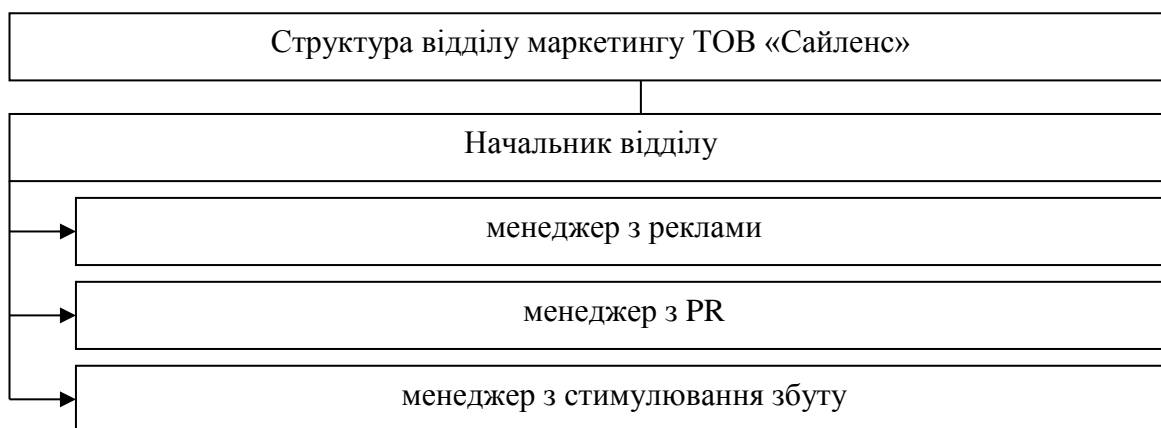 Структура відділу маркетингу ТОВ «Сайленс»
Начальник відділу
менеджер з реклами
менеджер з PR
менеджер з стимулювання збуту